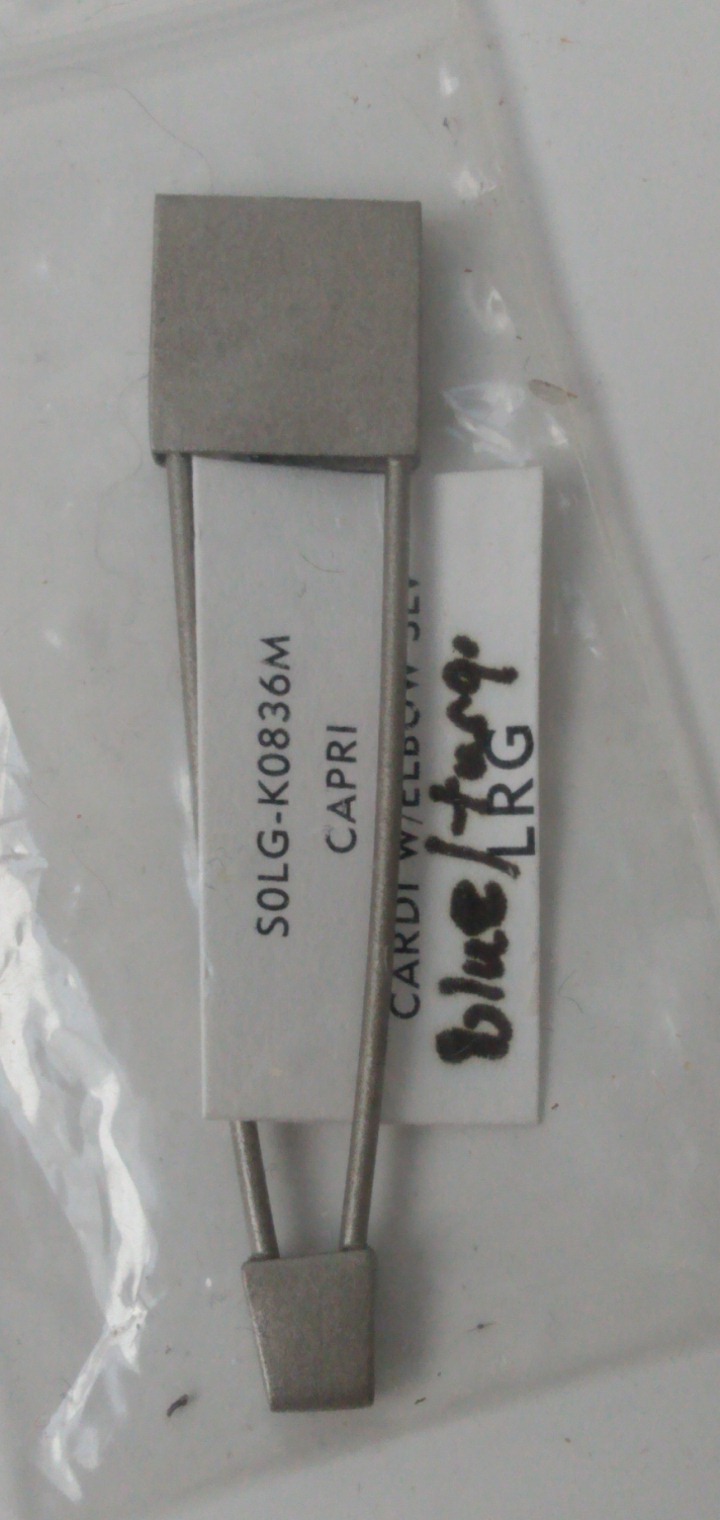 S0LG-K0836M
CAPRI
CARDI W/ELBOW SLV
blue/turq.
LRG